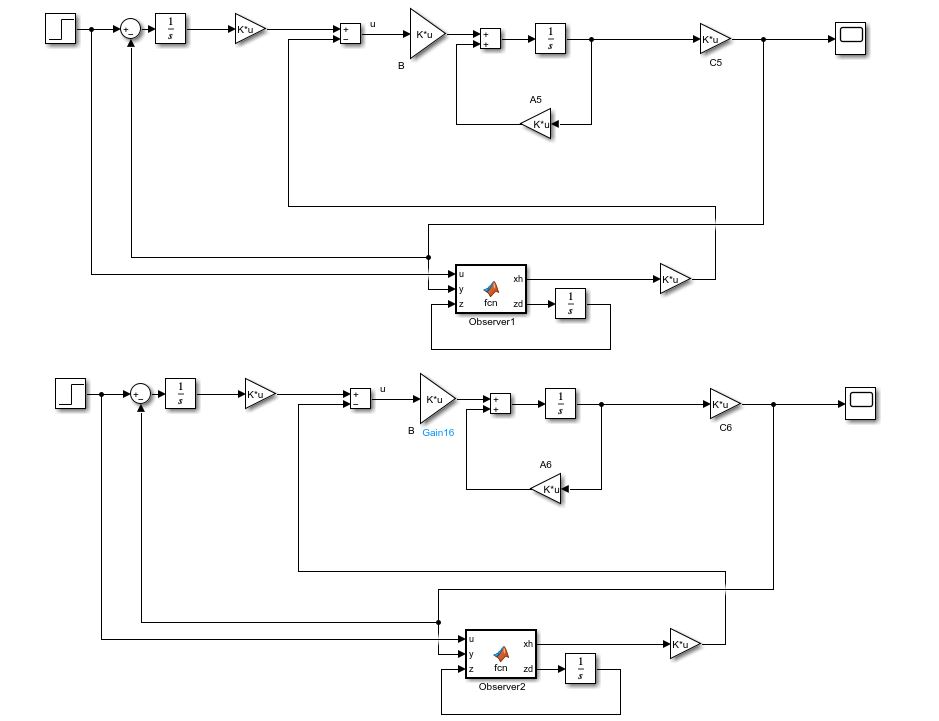 +
−
1
s
K*u
+
−
u
K*u
B
+
+
1
s
K*u
C5
A5
K*u
u
y
z
fcn
xh
zd
Observer1
1
s
K*u
+
−
1
s
K*u
+
−
u
K*u
B
Gain16
+
+
1
s
K*u
C6
A6
K*u
u
y
z
fcn
xh
zd
Observer2
1
s
K*u